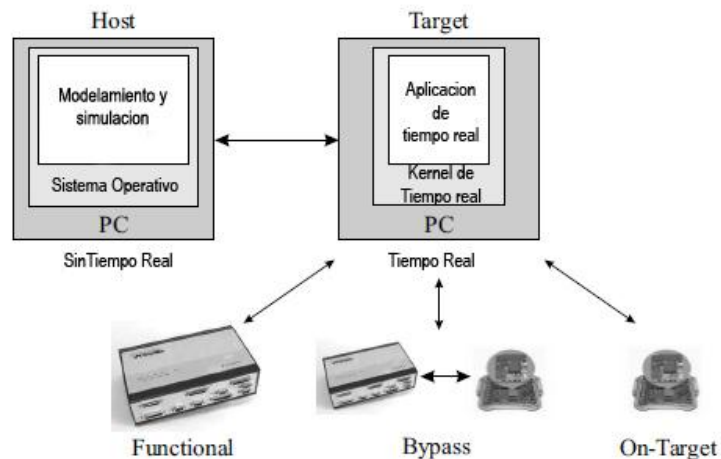 Host
Target
Modelamiento y
simulacion
Sistema Operativo
PC
SinTiempo Real
Aplicacion
de
tiempo real
Kernel de
Tiempo real
PC
Tiempo Real
Functional
Bypass
On-Target